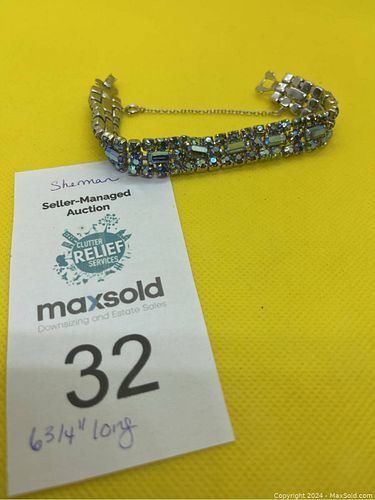 Sherman
Seller-Managed
Auction
CLUTTER
RELIEF
SERVICES
maxsold
Downsizing and Estate Sales
32
6 3/4" long
Copyright 2024 - MaxSold.com